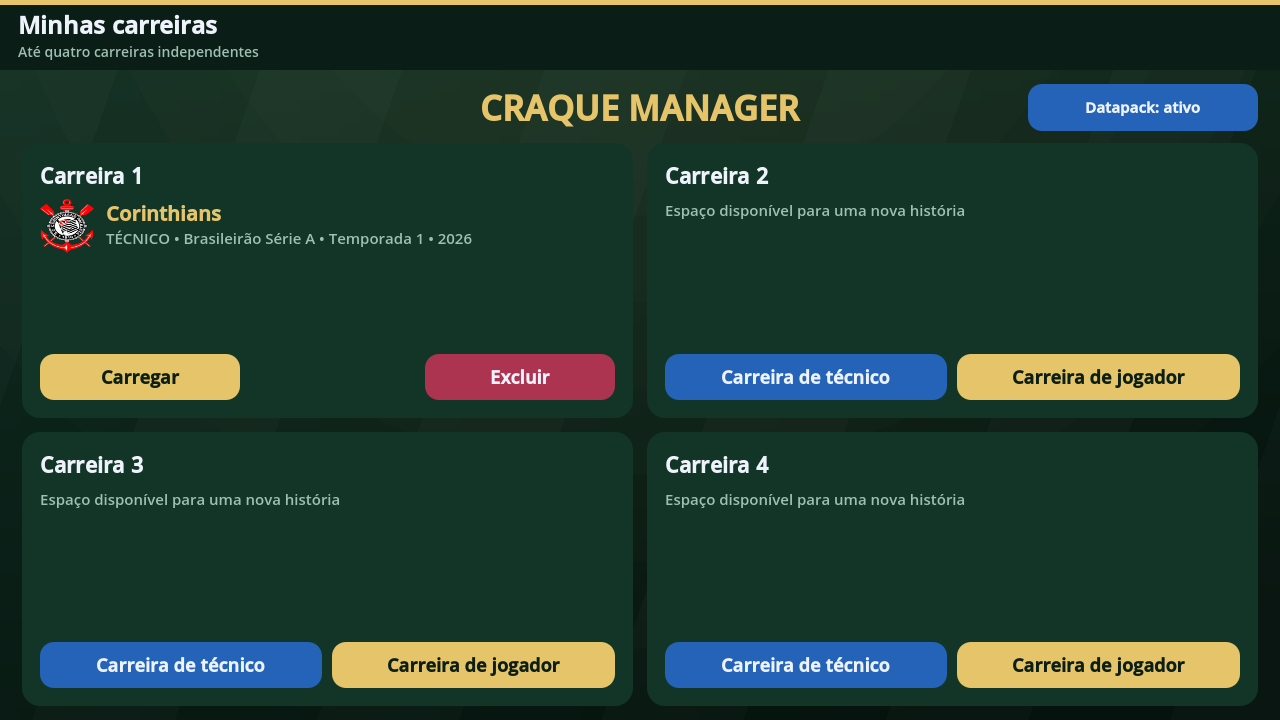 Minhas carreiras
Até quatro carreiras independentes
CRAQUE MANAGER
Datapack: ativo
Carreira 1
Corinthians
TÉCNICO • Brasileirão Série A • Temporada 1 • 2026
Carregar
Excluir
Carreira 2
Espaço disponível para uma nova história
Carreira de técnico
Carreira de jogador
Carreira 3
Espaço disponível para uma nova história
Carreira de técnico
Carreira de jogador
Carreira 4
Espaço disponível para uma nova história
Carreira de técnico
Carreira de jogador